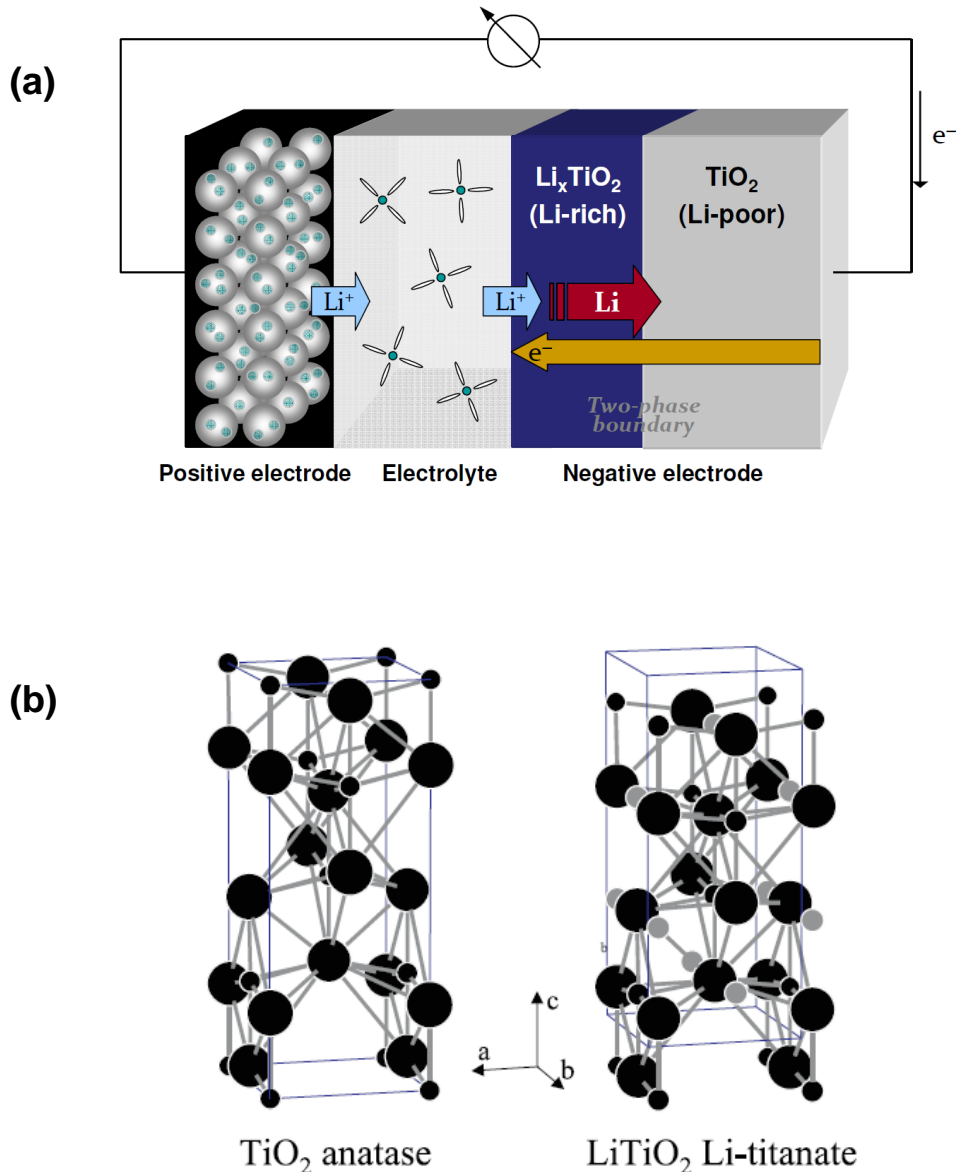 (a)
e⁻
LiₓTiO₂
(Li-rich)
TiO₂
(Li-poor)
Li⁺
Li⁺
Li
e⁻
Two-phase
boundary
Positive electrode
Electrolyte
Negative electrode
(b)
b
c
a
b
TiO₂ anatase
LiTiO₂ Li-titanate